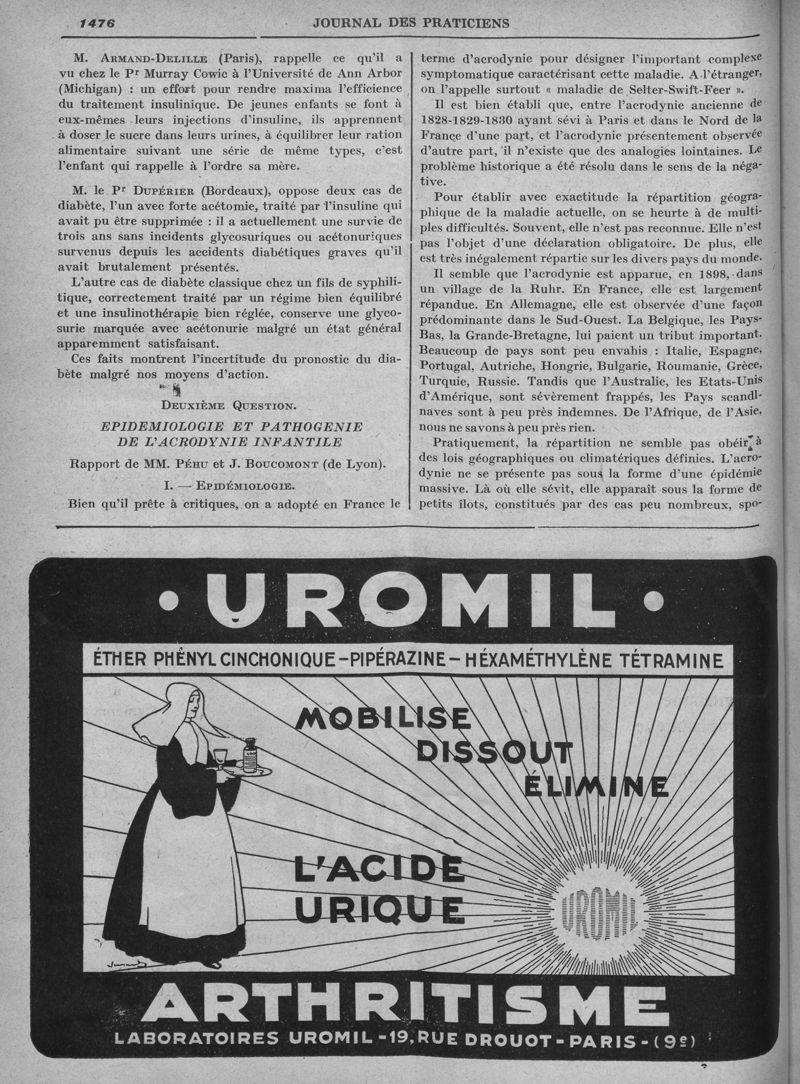 1476
JOURNAL DES PRATICIENS
M. ARMAND-DELILLE (Paris), rappelle ce qu'il a
vu chez le Pr Murray Cowic à l'Université de Ann Arbor
(Michigan) : un effort pour rendre maxima l'efficience
du traitement insulinique. De jeunes enfants se font à
eux-mêmes leurs injections d'insuline, ils apprennent
à doser le sucre dans leurs urines, à équilibrer leur ration
alimentaire suivant une série de même types, c'est
l'enfant qui rappelle à l'ordre sa mère.
M. le Pr DUPÉRIER (Bordeaux), oppose deux cas de
diabète, l'un avec forte acétomie, traité par l'insuline qui
avait pu être supprimée : il a actuellement une survie de
trois ans sans incidents glycosuriques ou acétonuriques
survenus depuis les accidents diabétiques graves qu'il
avait brutalement présentés.
L'autre cas de diabète classique chez un fils de syphili-
tique, correctement traité par un régime bien équilibré
et une insulinothérapie bien réglée, conserve une glyco-
surie marquée avec acétonurie malgré un état général
apparemment satisfaisant.
Ces faits montrent l'incertitude du pronostic du dia-
bète malgré nos moyens d'action.
DEUXIÈME QUESTION.
EPIDEMIOLOGIE ET PATHOGENIE
DE L'ACRODYNIE INFANTILE
Rapport de MM. PÉHU et J. BOUCOMONT (de Lyon).
I. — EPIDÉMIOLOGIE.
Bien qu'il prête à critiques, on a adopté en France le
terme d'acrodynie pour désigner l'important complexe
symptomatique caractérisant cette maladie. A l'étranger,
on l'appelle surtout « maladie de Selter-Swift-Feer ».
Il est bien établi que, entre l'acrodynie ancienne de
1828-1829-1830 ayant sévi à Paris et dans le Nord de la
France d'une part, et l'acrodynie présentement observée
d'autre part, il n'existe que des analogies lointaines. Le
problème historique a été résolu dans le sens de la néga-
tive.
Pour établir avec exactitude la répartition géogra-
phique de la maladie actuelle, on se heurte à de multi-
ples difficultés. Souvent, elle n'est pas reconnue. Elle n'est
pas l'objet d'une déclaration obligatoire. De plus, elle
est très inégalement répartie sur les divers pays du monde.
Il semble que l'acrodynie est apparue, en 1898, dans
un village de la Ruhr. En France, elle est largement
répandue. En Allemagne, elle est observée d'une façon
prédominante dans le Sud-Ouest. La Belgique, les Pays-
Bas, la Grande-Bretagne, lui paient un tribut important.
Beaucoup de pays sont peu envahis : Italie, Espagne,
Portugal, Autriche, Hongrie, Bulgarie, Roumanie, Grèce,
Turquie, Russie. Tandis que l'Australie, les Etats-Unis
d'Amérique, sont sévèrement frappés, les Pays scandi-
naves sont à peu près indemnes. De l'Afrique, de l'Asie,
nous ne savons à peu près rien.
Pratiquement, la répartition ne semble pas obéir à
des lois géographiques ou climatériques définies. L'acro-
dynie ne se présente pas sous la forme d'une épidémie
massive. Là où elle sévit, elle apparaît sous la forme de
petits îlots, constitués par des cas peu nombreux, spo-
• UROMIL •
ÉTHER PHÉNYL CINCHONIQUE - PIPÉRAZINE - HÉXAMÉTHYLÈNE TÉTRAMINE
MOBILISE
DISSOUT
ÉLIMINE
L'ACIDE
URIQUE
UROMIL
ARTHRITISME
LABORATOIRES UROMIL - 19, RUE DROUOT - PARIS - (9e)